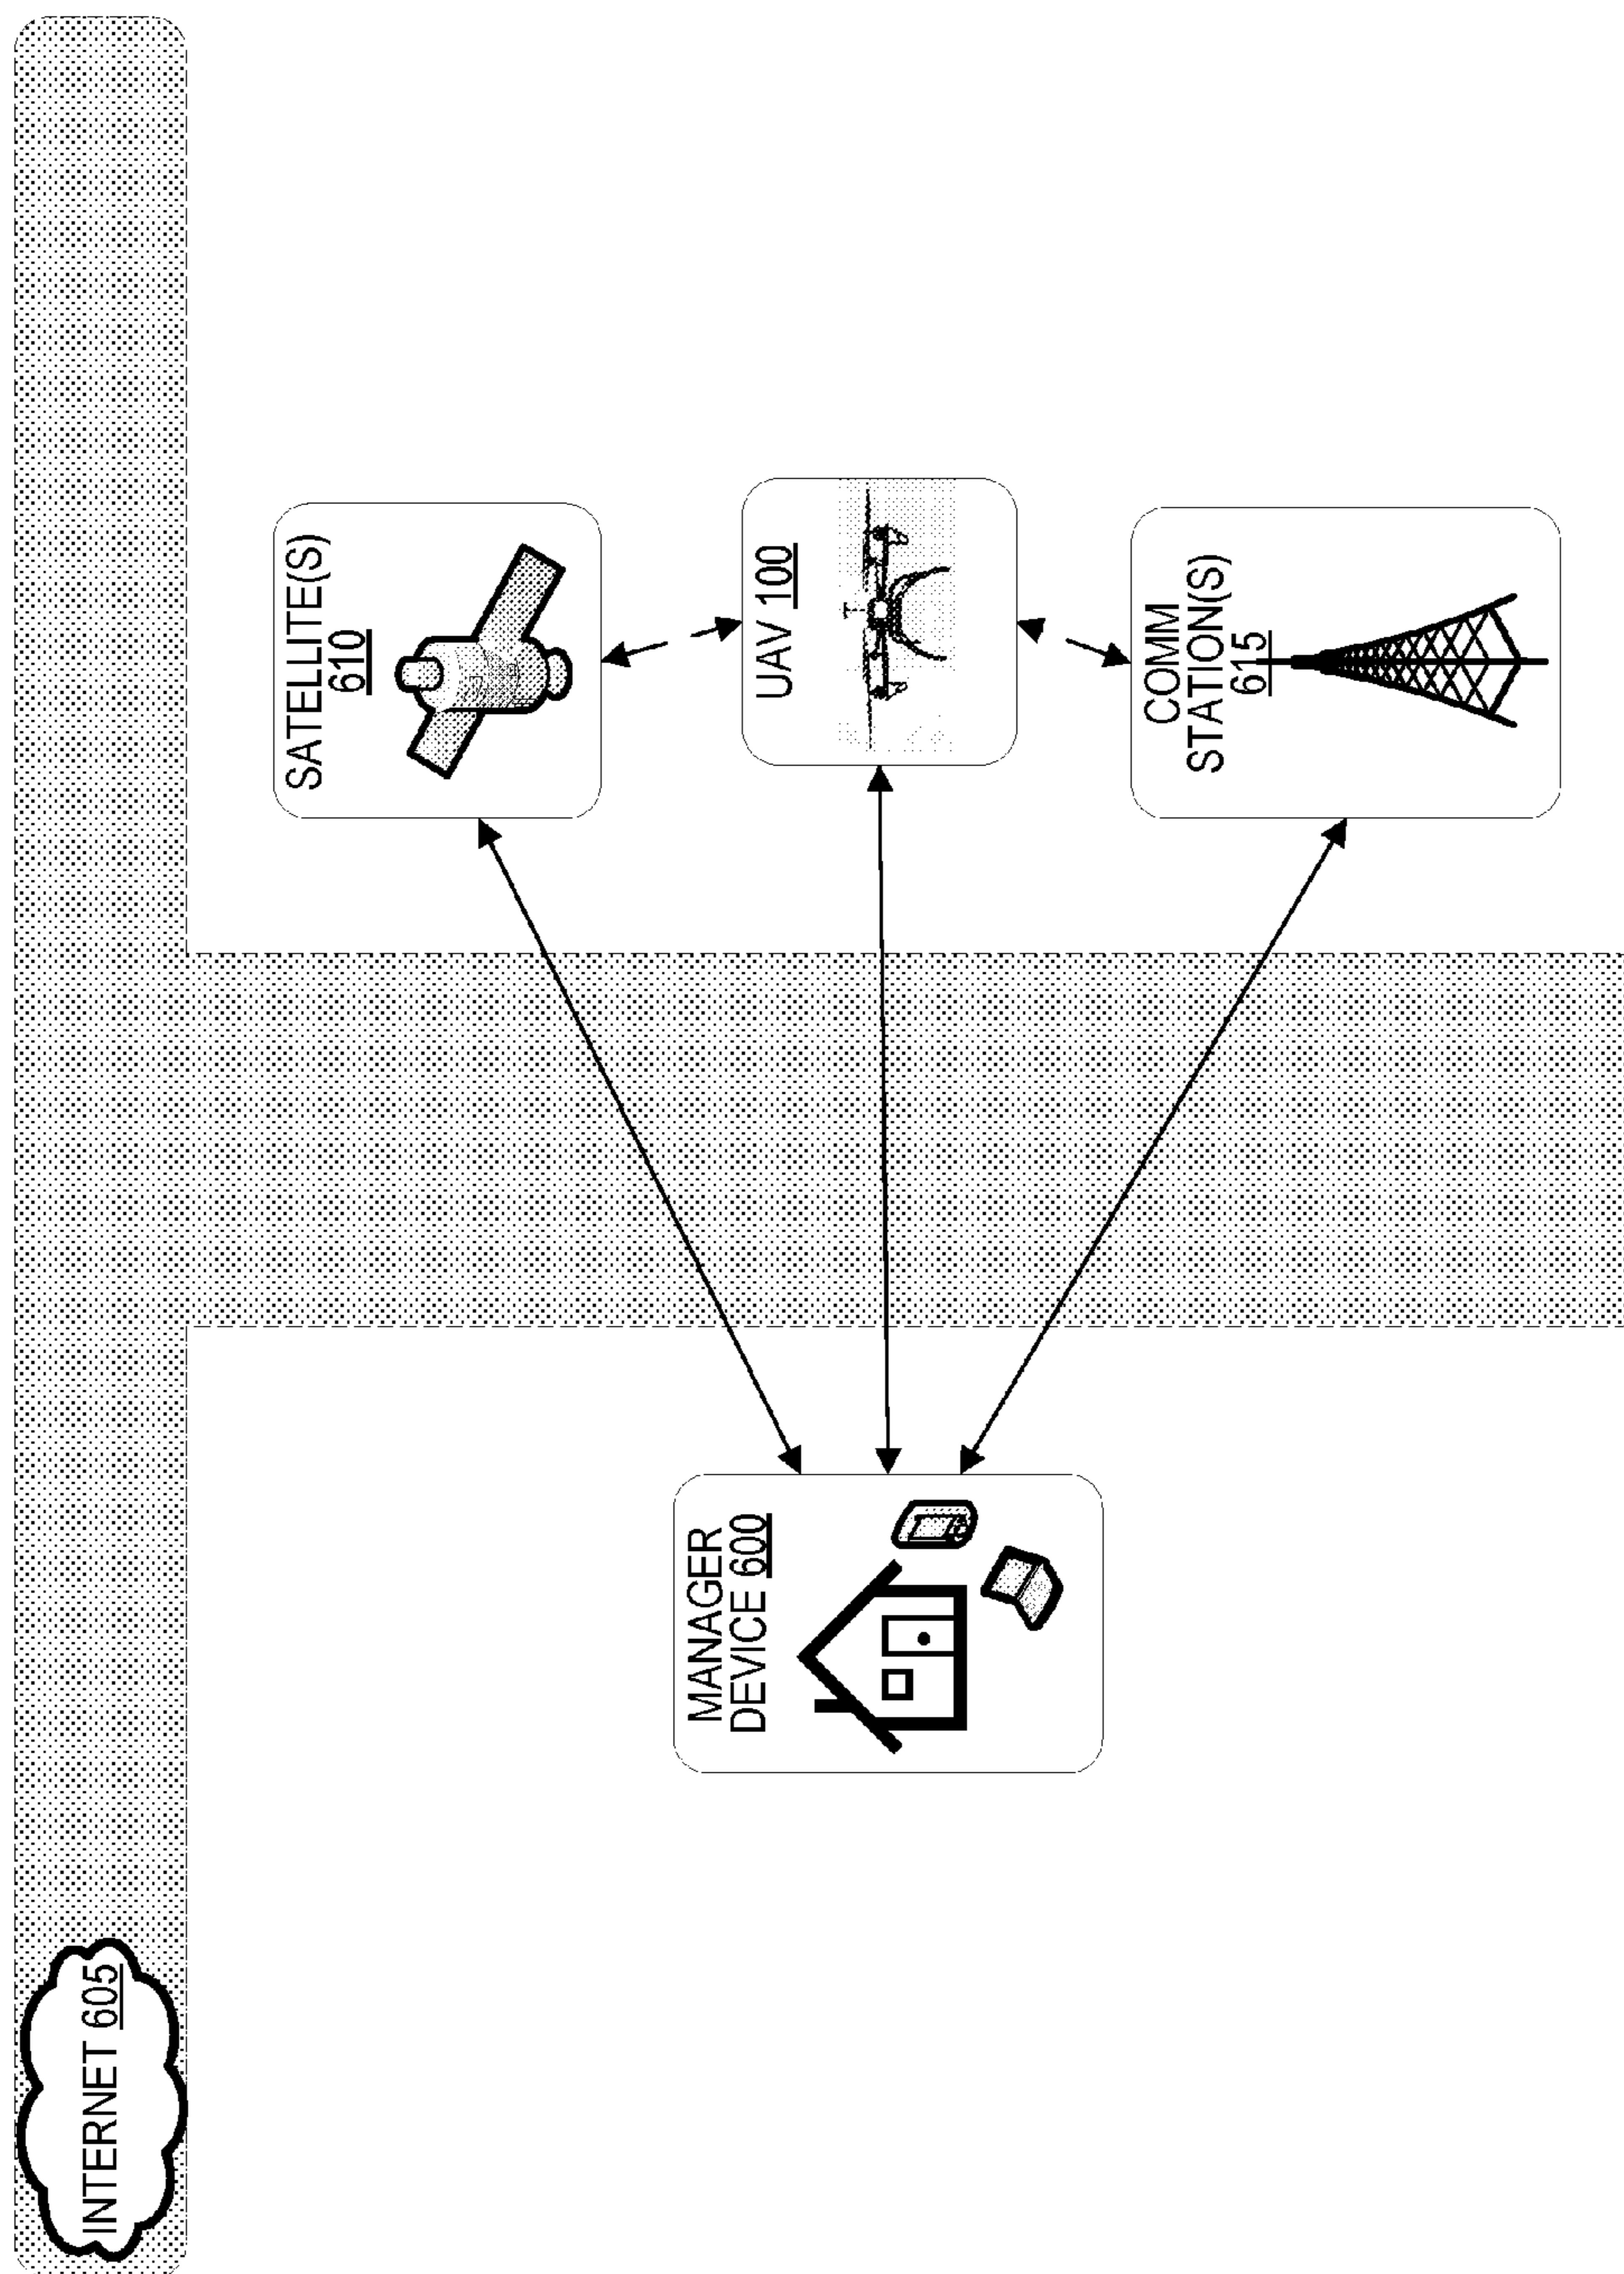 INTERNET 605
SATELLITE(S)
610
UAV 100
COMM
STATION(S)
615
MANAGER
DEVICE 600